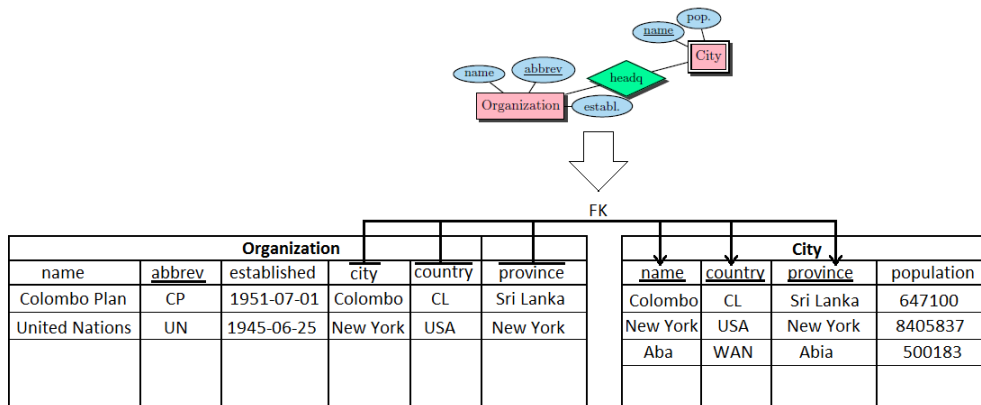 pop.
name
City
name
abbrev
headq
Organization
establ.
FK
Organization
name abbrev established city country province
Colombo Plan CP 1951-07-01 Colombo CL Sri Lanka
United Nations UN 1945-06-25 New York USA New York
City
name country province population
Colombo CL Sri Lanka 647100
New York USA New York 8405837
Aba WAN Abia 500183